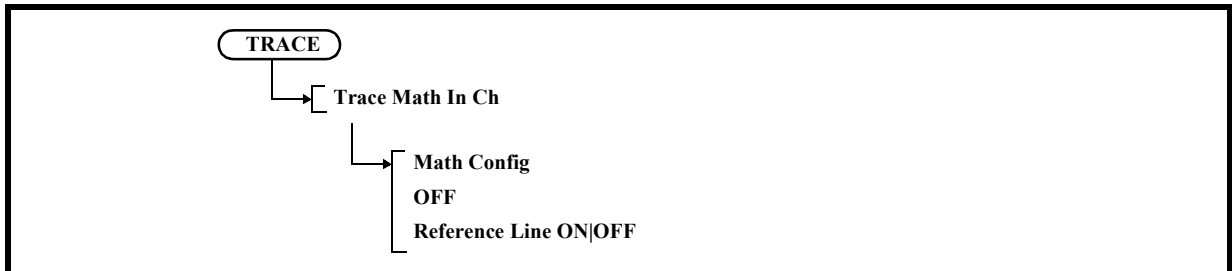 TRACE
Trace Math In Ch
Math Config
OFF
Reference Line ON|OFF